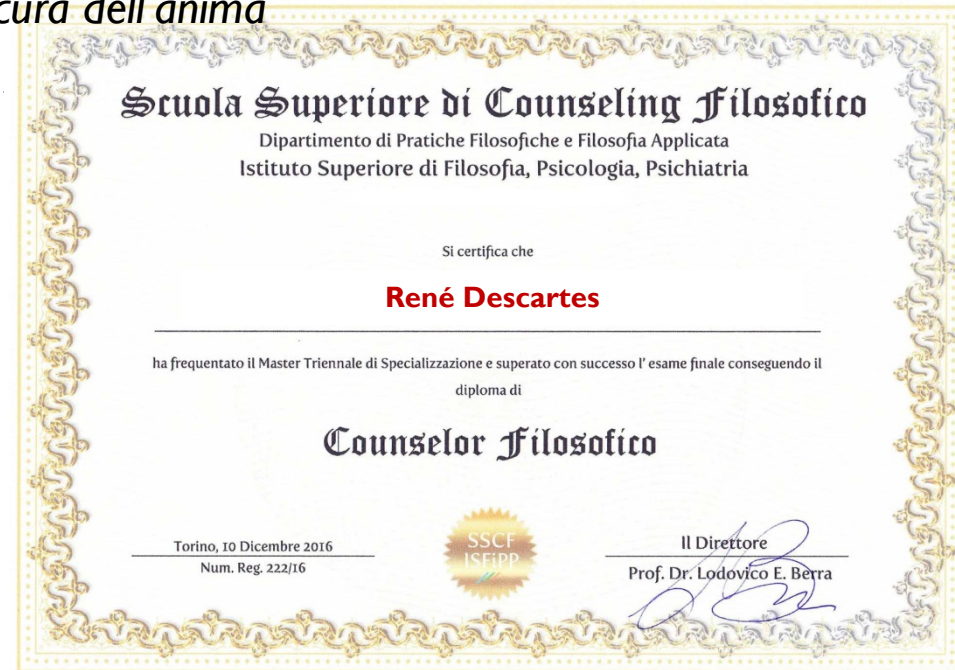 cura dell'anima
Scuola Superiore di Counseling Filosofico
Dipartimento di Pratiche Filosofiche e Filosofia Applicata
Istituto Superiore di Filosofia, Psicologia, Psichiatria
Si certifica che
René Descartes
ha frequentato il Master Triennale di Specializzazione e superato con successo l' esame finale conseguendo il
diploma di
Counselor Filosofico
Torino, 10 Dicembre 2016
Num. Reg. 222/16
SSCF
ISFiPP
Il Direttore
Prof. Dr. Lodovico E. Berra